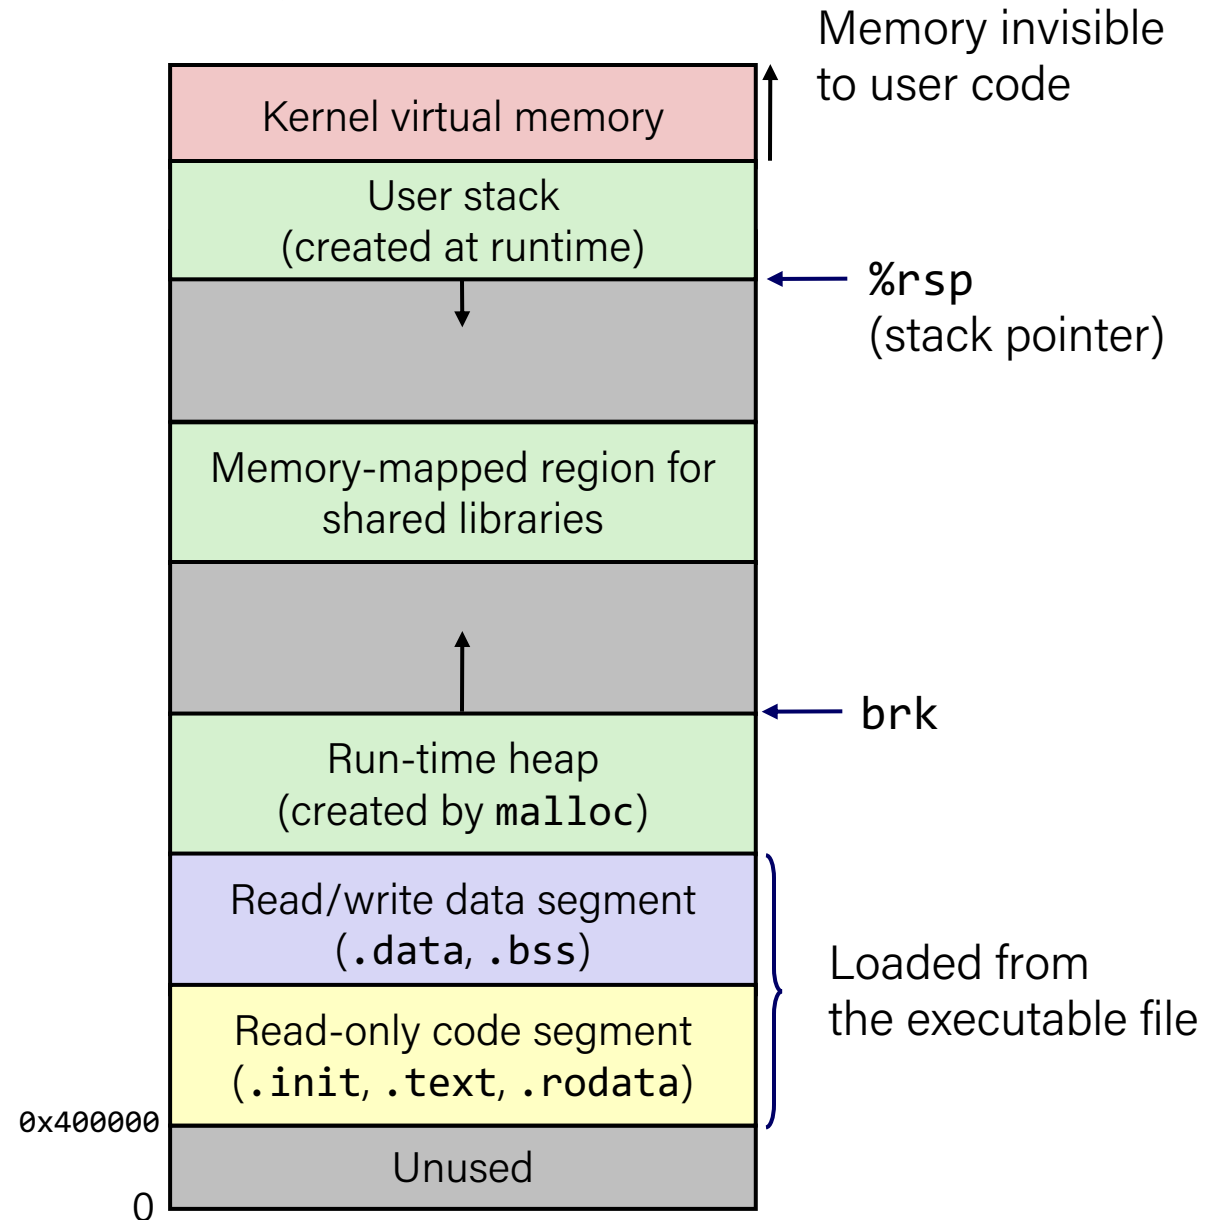 Memory invisible
to user code
Kernel virtual memory
User stack
(created at runtime)
%rsp
(stack pointer)
Memory-mapped region for
shared libraries
brk
Run-time heap
(created by malloc)
Read/write data segment
(.data, .bss)
Loaded from
the executable file
Read-only code segment
(.init, .text, .rodata)
0x400000
Unused
0